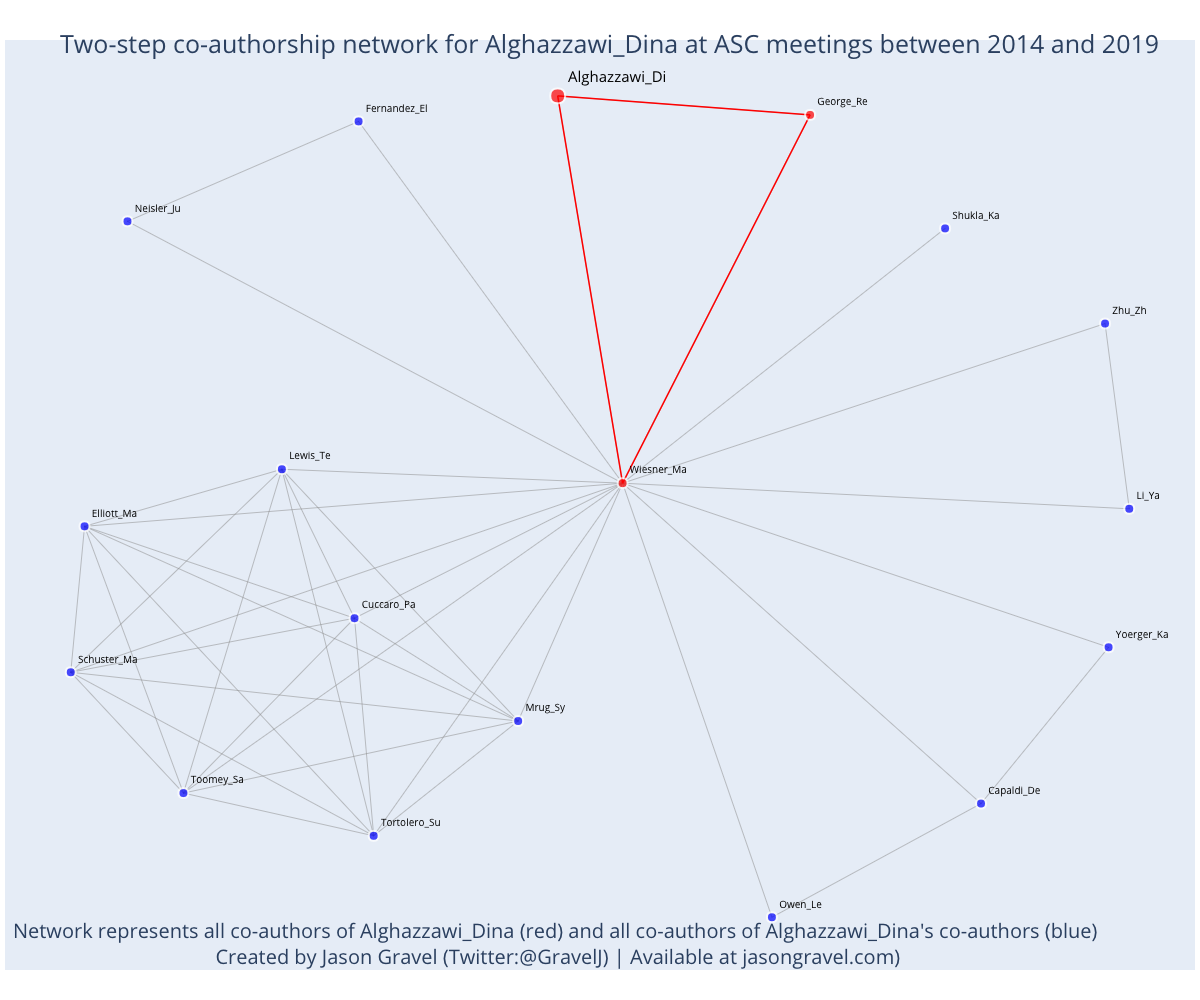 Two-step co-authorship network for Alghazzawi_Dina at ASC meetings between 2014 and 2019
Alghazzawi_Di
George_Re
Fernandez_El
Neisler_Ju
Shukla_Ka
Zhu_Zh
Lewis_Te
Wiesner_Ma
Li_Ya
Elliott_Ma
Cuccaro_Pa
Yoerger_Ka
Schuster_Ma
Mrug_Sy
Toomey_Sa
Capaldi_De
Tortolero_Su
Owen_Le
Network represents all co-authors of Alghazzawi_Dina (red) and all co-authors of Alghazzawi_Dina's co-authors (blue)
Created by Jason Gravel (Twitter:@GravelJ) | Available at jasongravel.com)